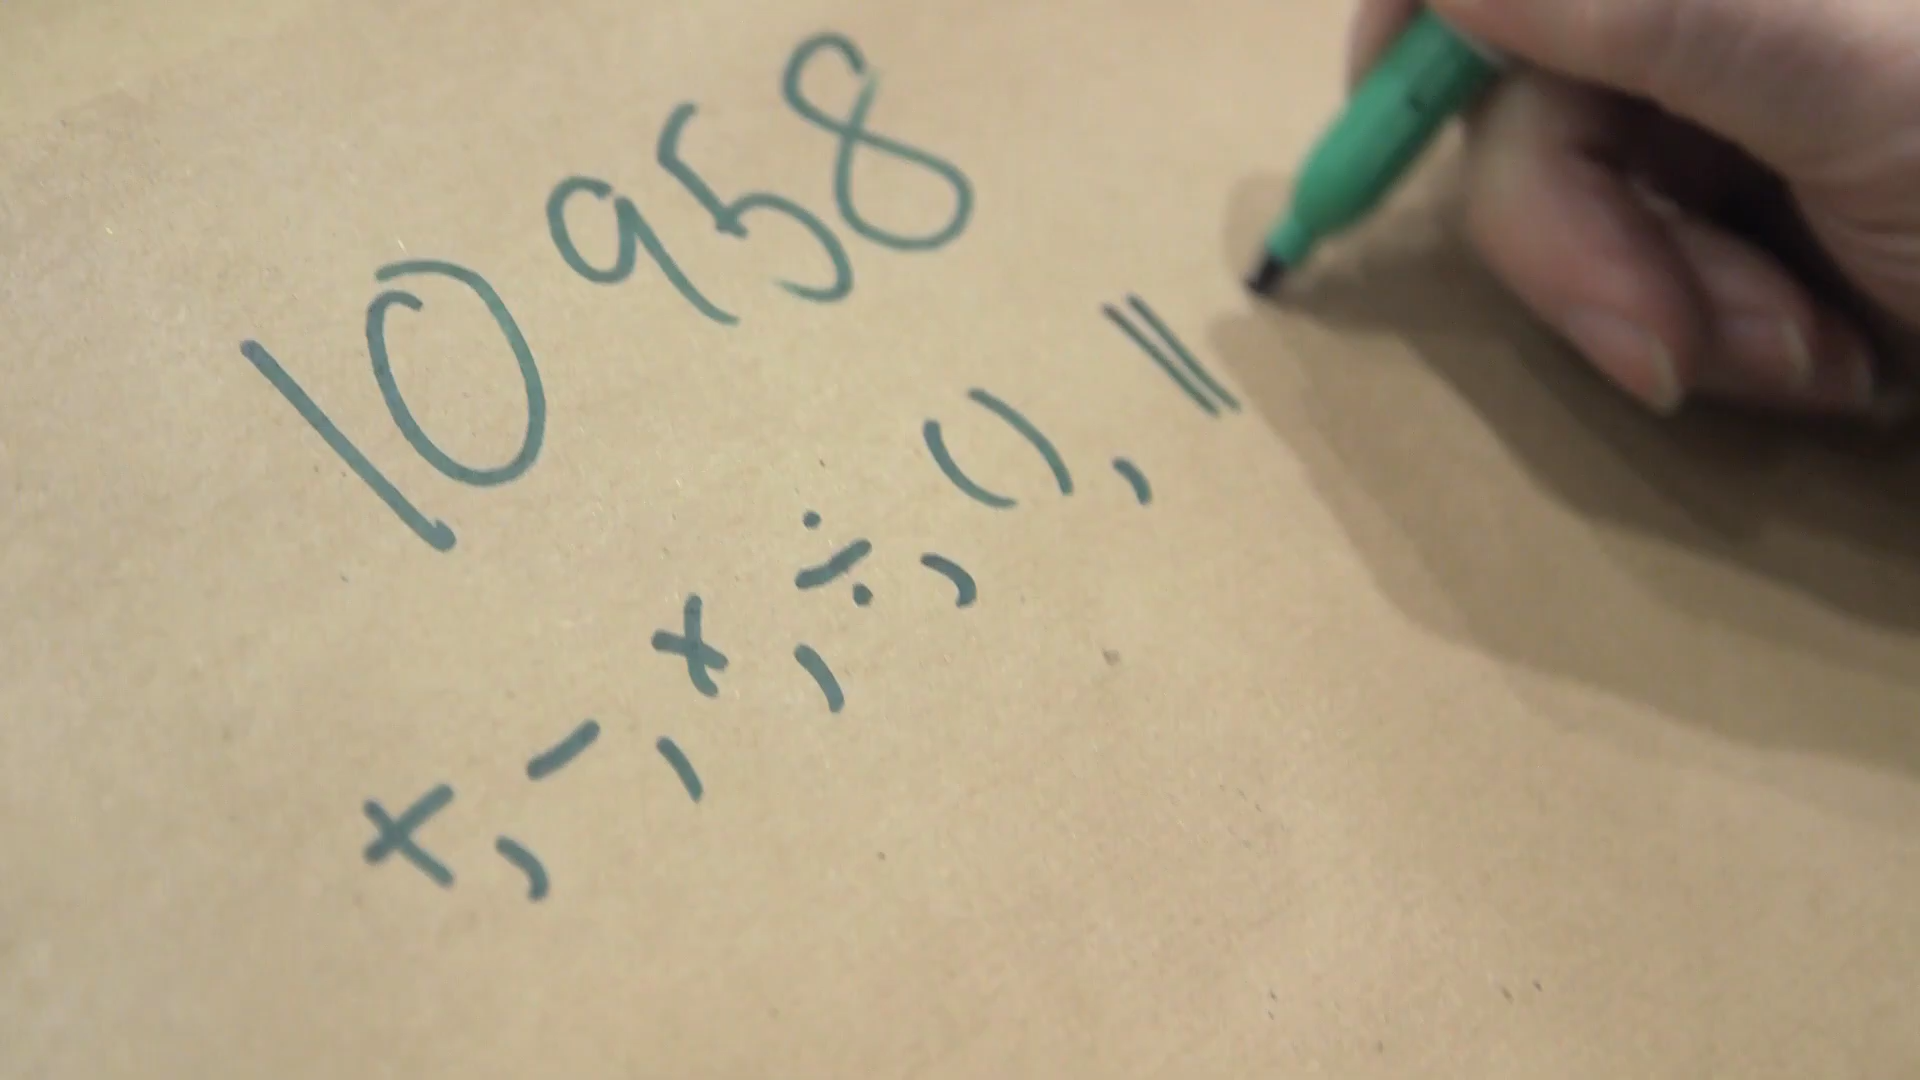 10958
+, -, ×, ÷, (), ||